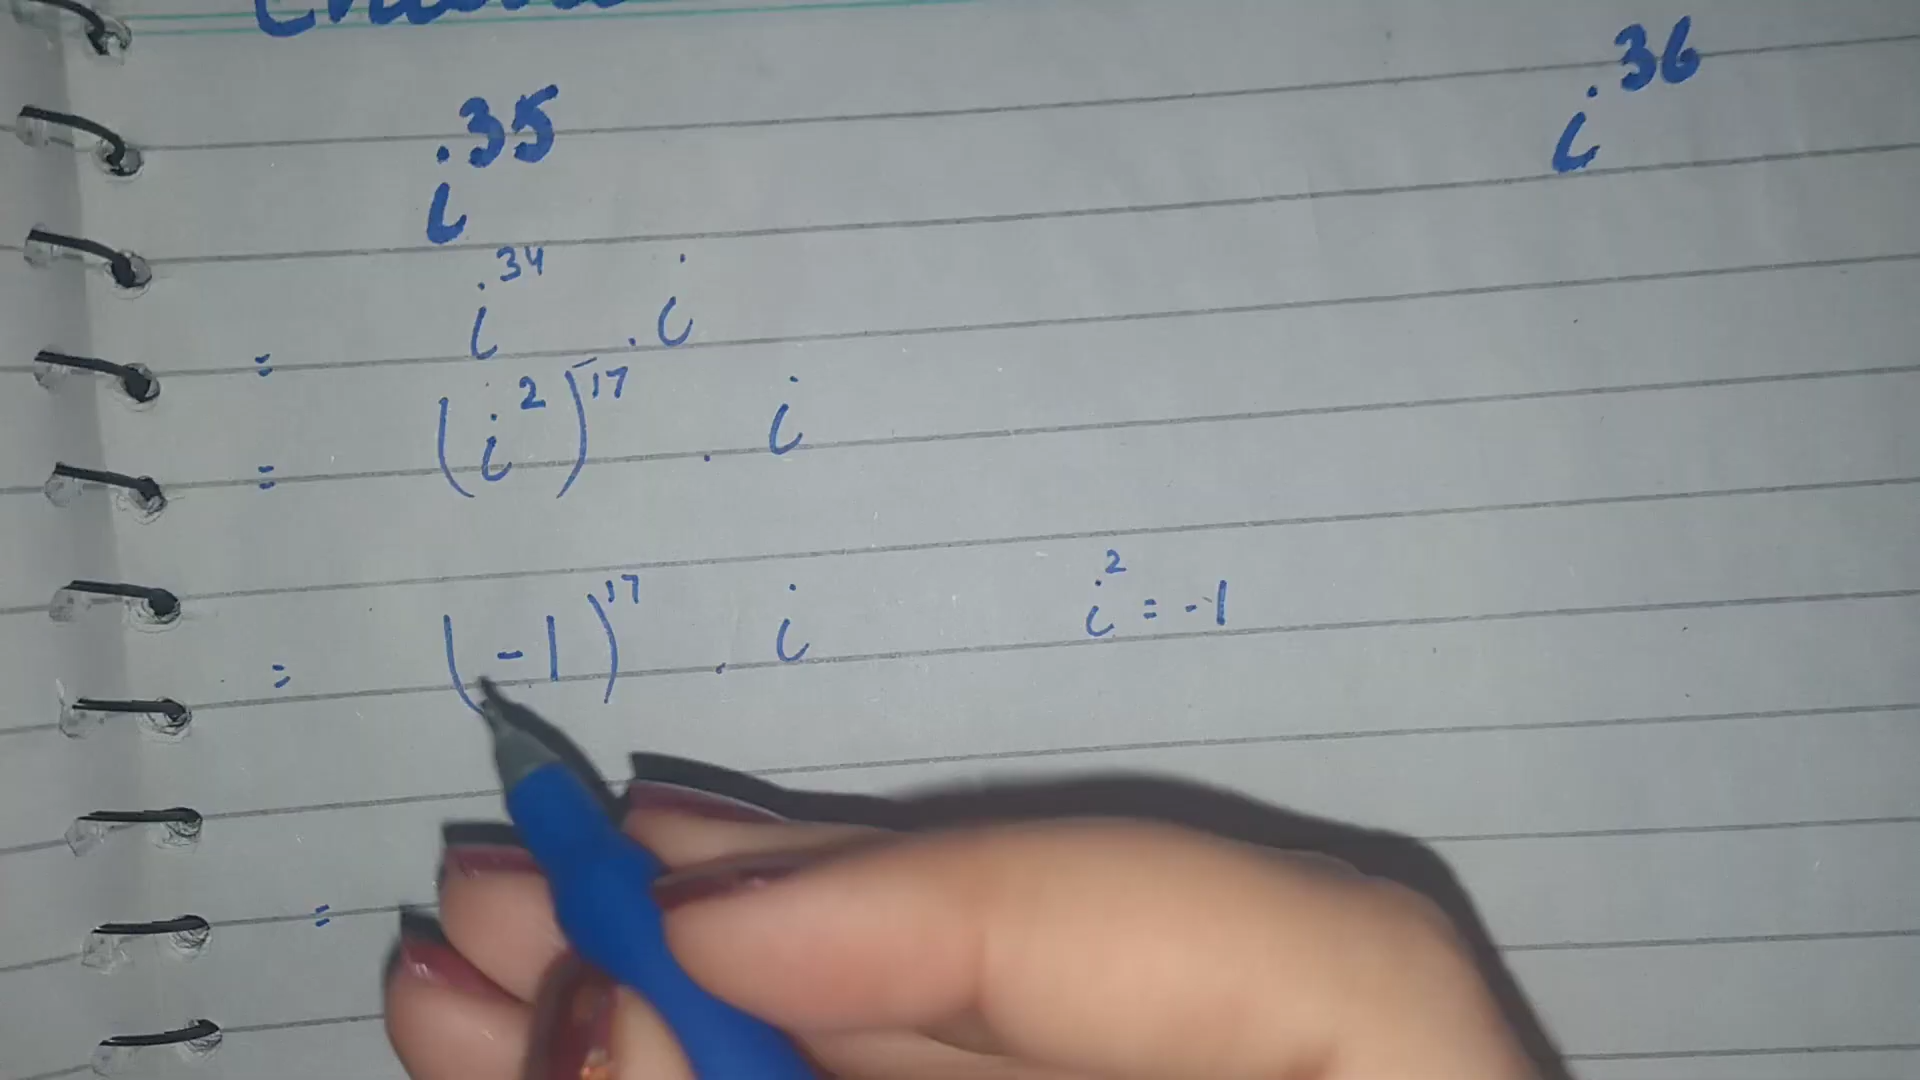 i^35
i^36
= i^34 . i
= (i^2)^17 . i
= (-1)^17 . i
i^2 = -1
=